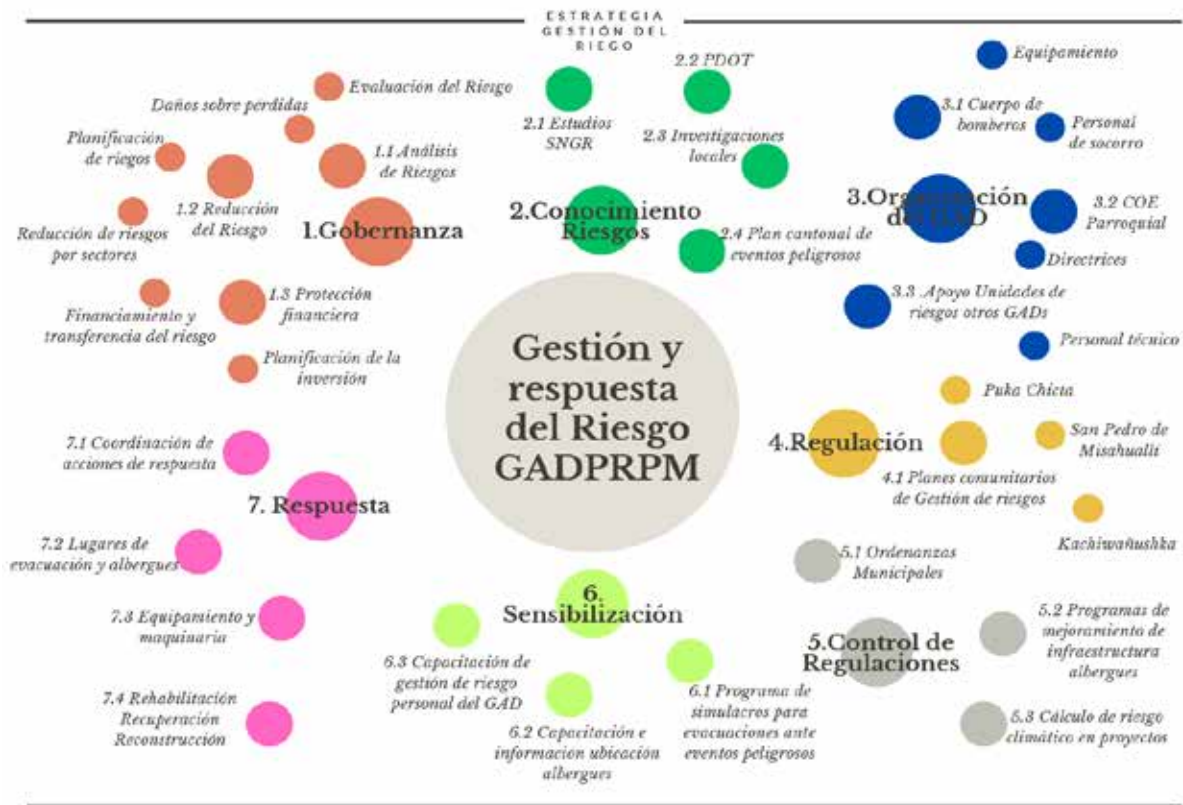 ESTRATEGIA
GESTIÓN DEL
RIEGO
Evaluación del Riesgo
Daños sobre perdidas
Planificación
de riegos
1.1 Análisis
de Riesgos
1.2 Reducción
del Riesgo
1.Gobernanza
Reducción de riesgos
por sectores
1.3 Protección
financiera
Financiamiento y
transferencia del riesgo
Planificación de la
inversión
2.2 PDOT
2.1 Estudios
SNGR
2.3 Investigaciones
locales
2.Conocimiento
Riesgos
2.4 Plan cantonal de
eventos peligrosos
Equipamiento
3.1 Cuerpo de
bomberos
Personal
de socorro
3.Organización
del GAD
3.2 COE
Parroquial
Directrices
3.3 Apoyo Unidades de
riesgos otros GADs
Personal técnico
Gestión y
respuesta
del Riesgo
GADPRPM
Puka Chicta
4.Regulación
San Pedro de
Misahualli
4.1 Planes comunitarios
de Gestión de riesgos
Kachiwañushka
5.1 Ordenanzas
Municipales
5.2 Programas de
mejoramiento de
infraestructura
albergues
5.Control de
Regulaciones
5.3 Cálculo de riesgo
climático en proyectos
6.
Sensibilización
6.3 Capacitación de
gestión de riesgo
personal del GAD
6.1 Programa de
simulacros para
evacuaciones ante
eventos peligrosos
6.2 Capacitación e
informacion ubicación
albergues
7.1 Coordinación de
acciones de respuesta
7. Respuesta
7.2 Lugares de
evacuación y albergues
7.3 Equipamiento y
maquinaria
7.4 Rehabilitación
Recuperación
Reconstrucción